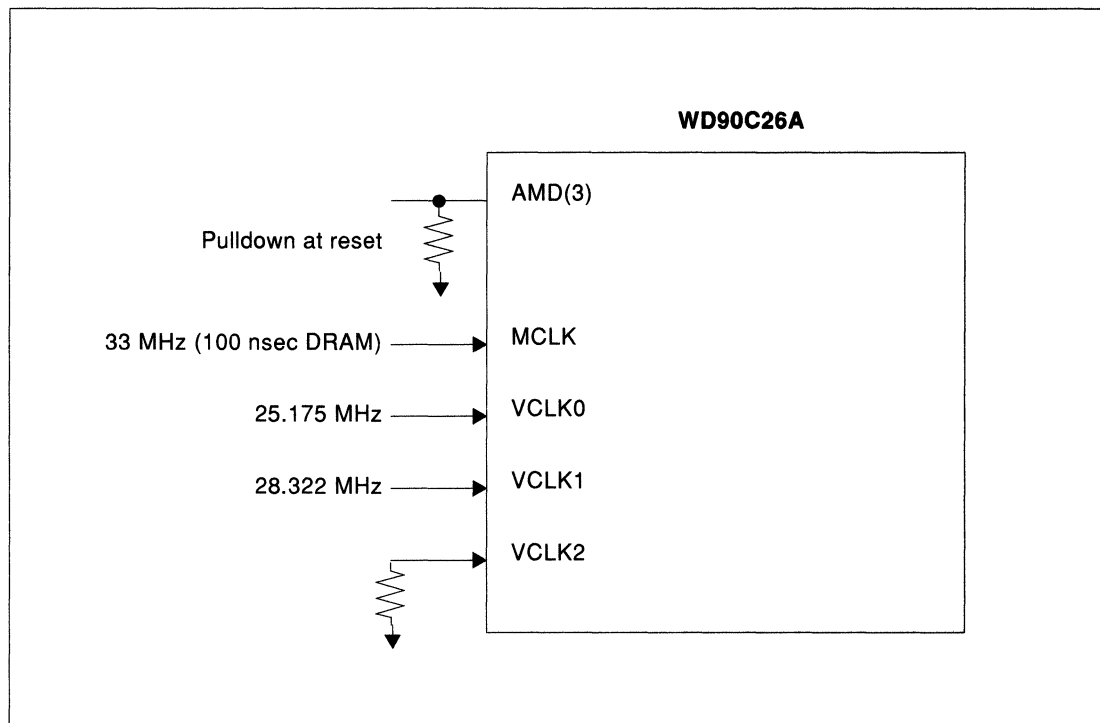 WD90C26A
AMD(3)
Pulldown at reset
33 MHz (100 nsec DRAM)
MCLK
25.175 MHz
VCLK0
28.322 MHz
VCLK1
VCLK2